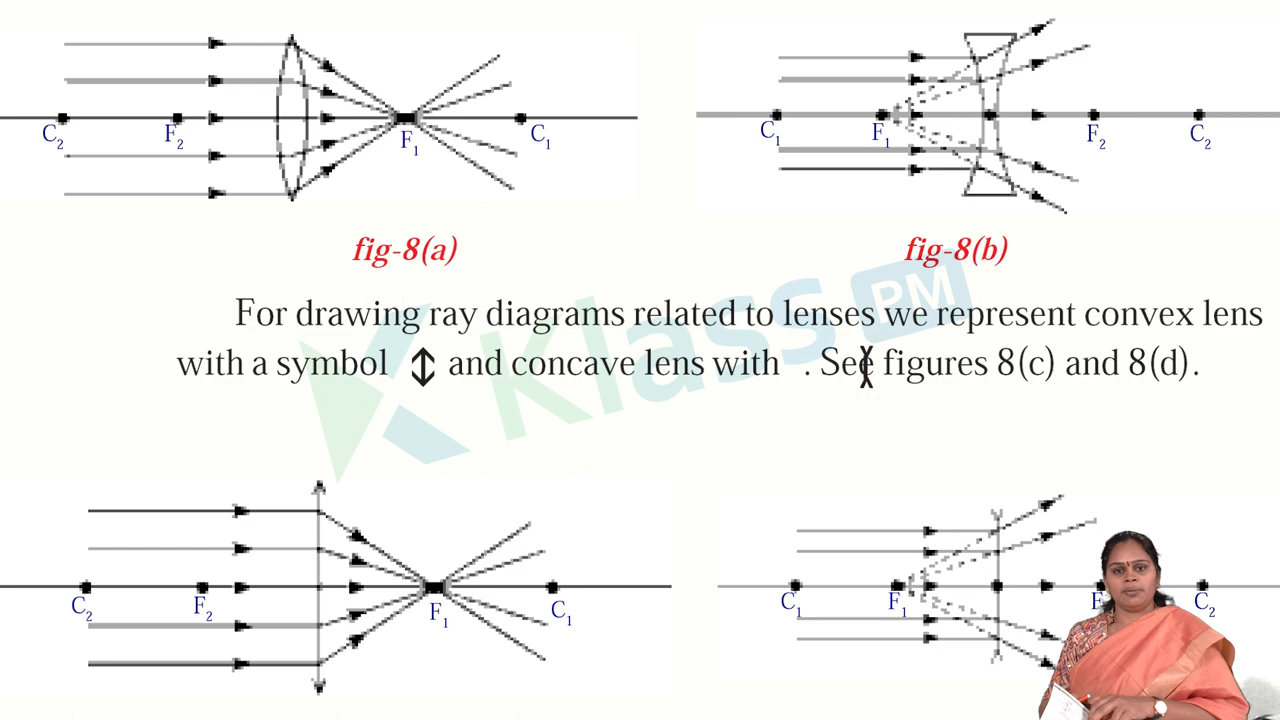 C2 F2 F1 C1
C1 F1 F2 C2
fig-8(a)
fig-8(b)
Klass PM
For drawing ray diagrams related to lenses we represent convex lens
with a symbol ↕ and concave lens with . See figures 8(c) and 8(d).
C2 F2 F1 C1
C1 F1 F C2